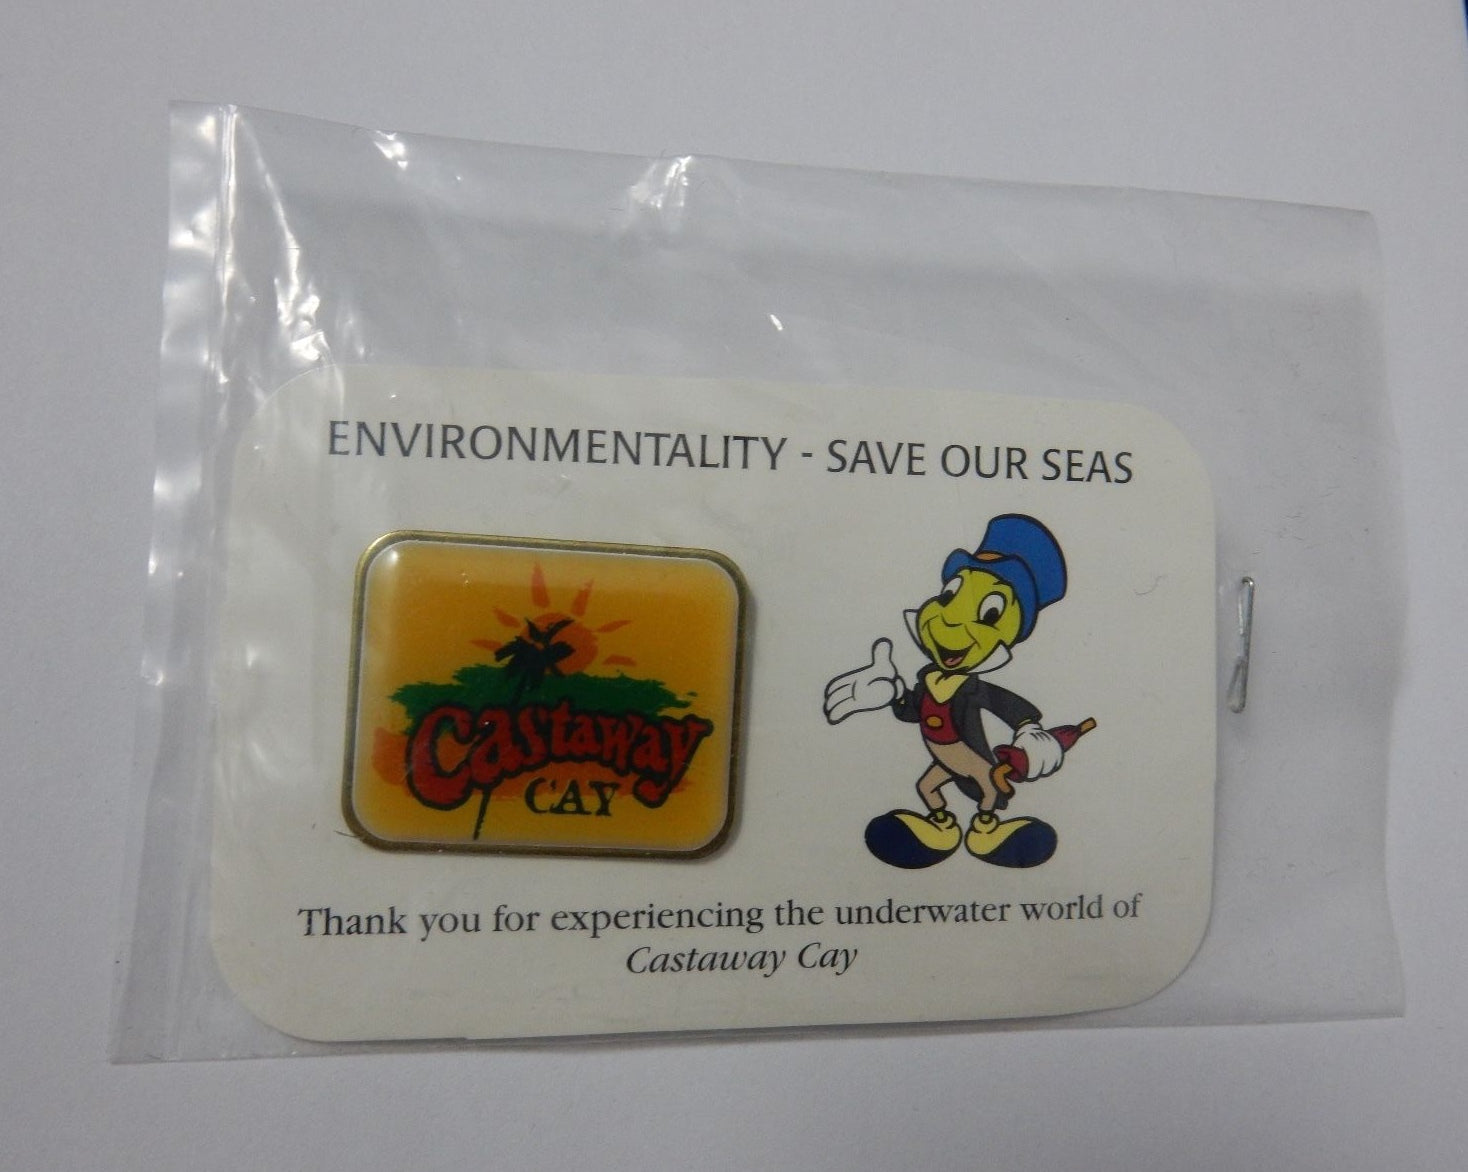 ENVIRONMENTALITY - SAVE OUR SEAS
Castaway
CAY
Thank you for experiencing the underwater world of
Castaway Cay